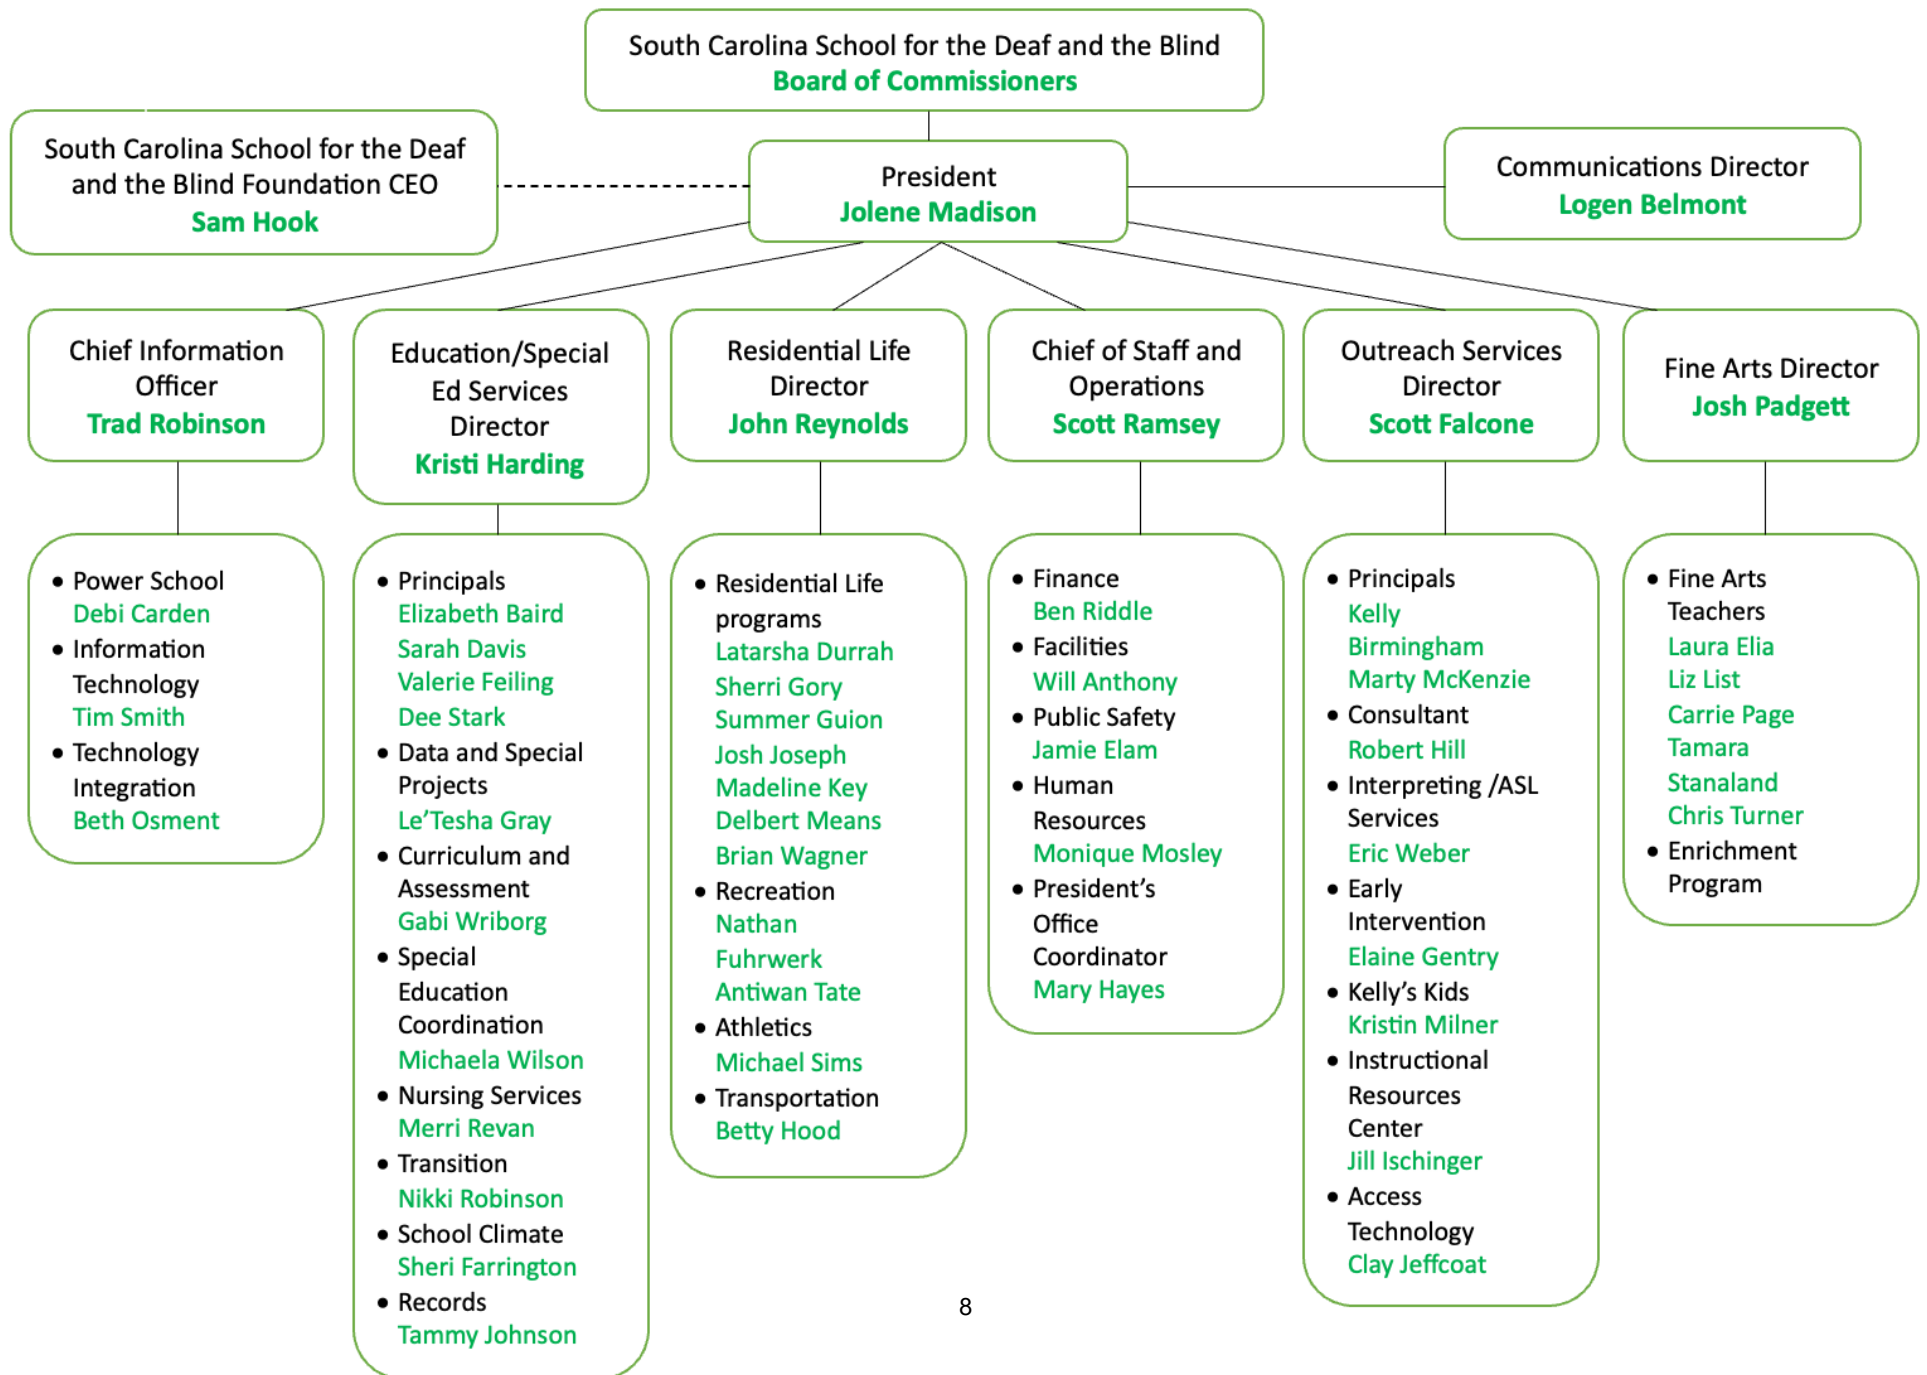 South Carolina School for the Deaf and the Blind
Board of Commissioners
South Carolina School for the Deaf
and the Blind Foundation CEO
Sam Hook
President
Jolene Madison
Communications Director
Logen Belmont
Chief Information
Officer
Trad Robinson
Education/Special
Ed Services
Director
Kristi Harding
Residential Life
Director
John Reynolds
Chief of Staff and
Operations
Scott Ramsey
Outreach Services
Director
Scott Falcone
Fine Arts Director
Josh Padgett
• Power School
Debi Carden
• Information
Technology
Tim Smith
• Technology
Integration
Beth Osment
• Principals
Elizabeth Baird
Sarah Davis
Valerie Feiling
Dee Stark
• Data and Special
Projects
Le’Tesha Gray
• Curriculum and
Assessment
Gabi Wriborg
• Special
Education
Coordination
Michaela Wilson
• Nursing Services
Merri Revan
• Transition
Nikki Robinson
• School Climate
Sheri Farrington
• Records
Tammy Johnson
• Residential Life
programs
Latarsha Durrah
Sherri Gory
Summer Guion
Josh Joseph
Madeline Key
Delbert Means
Brian Wagner
• Recreation
Nathan
Fuhrwerk
Antiwan Tate
• Athletics
Michael Sims
• Transportation
Betty Hood
• Finance
Ben Riddle
• Facilities
Will Anthony
• Public Safety
Jamie Elam
• Human
Resources
Monique Mosley
• President’s
Office
Coordinator
Mary Hayes
• Principals
Kelly
Birmingham
Marty McKenzie
• Consultant
Robert Hill
• Interpreting /ASL
Services
Eric Weber
• Early
Intervention
Elaine Gentry
• Kelly’s Kids
Kristin Milner
• Instructional
Resources
Center
Jill Ischinger
• Access
Technology
Clay Jeffcoat
• Fine Arts
Teachers
Laura Elia
Liz List
Carrie Page
Tamara
Stanaland
Chris Turner
• Enrichment
Program
8